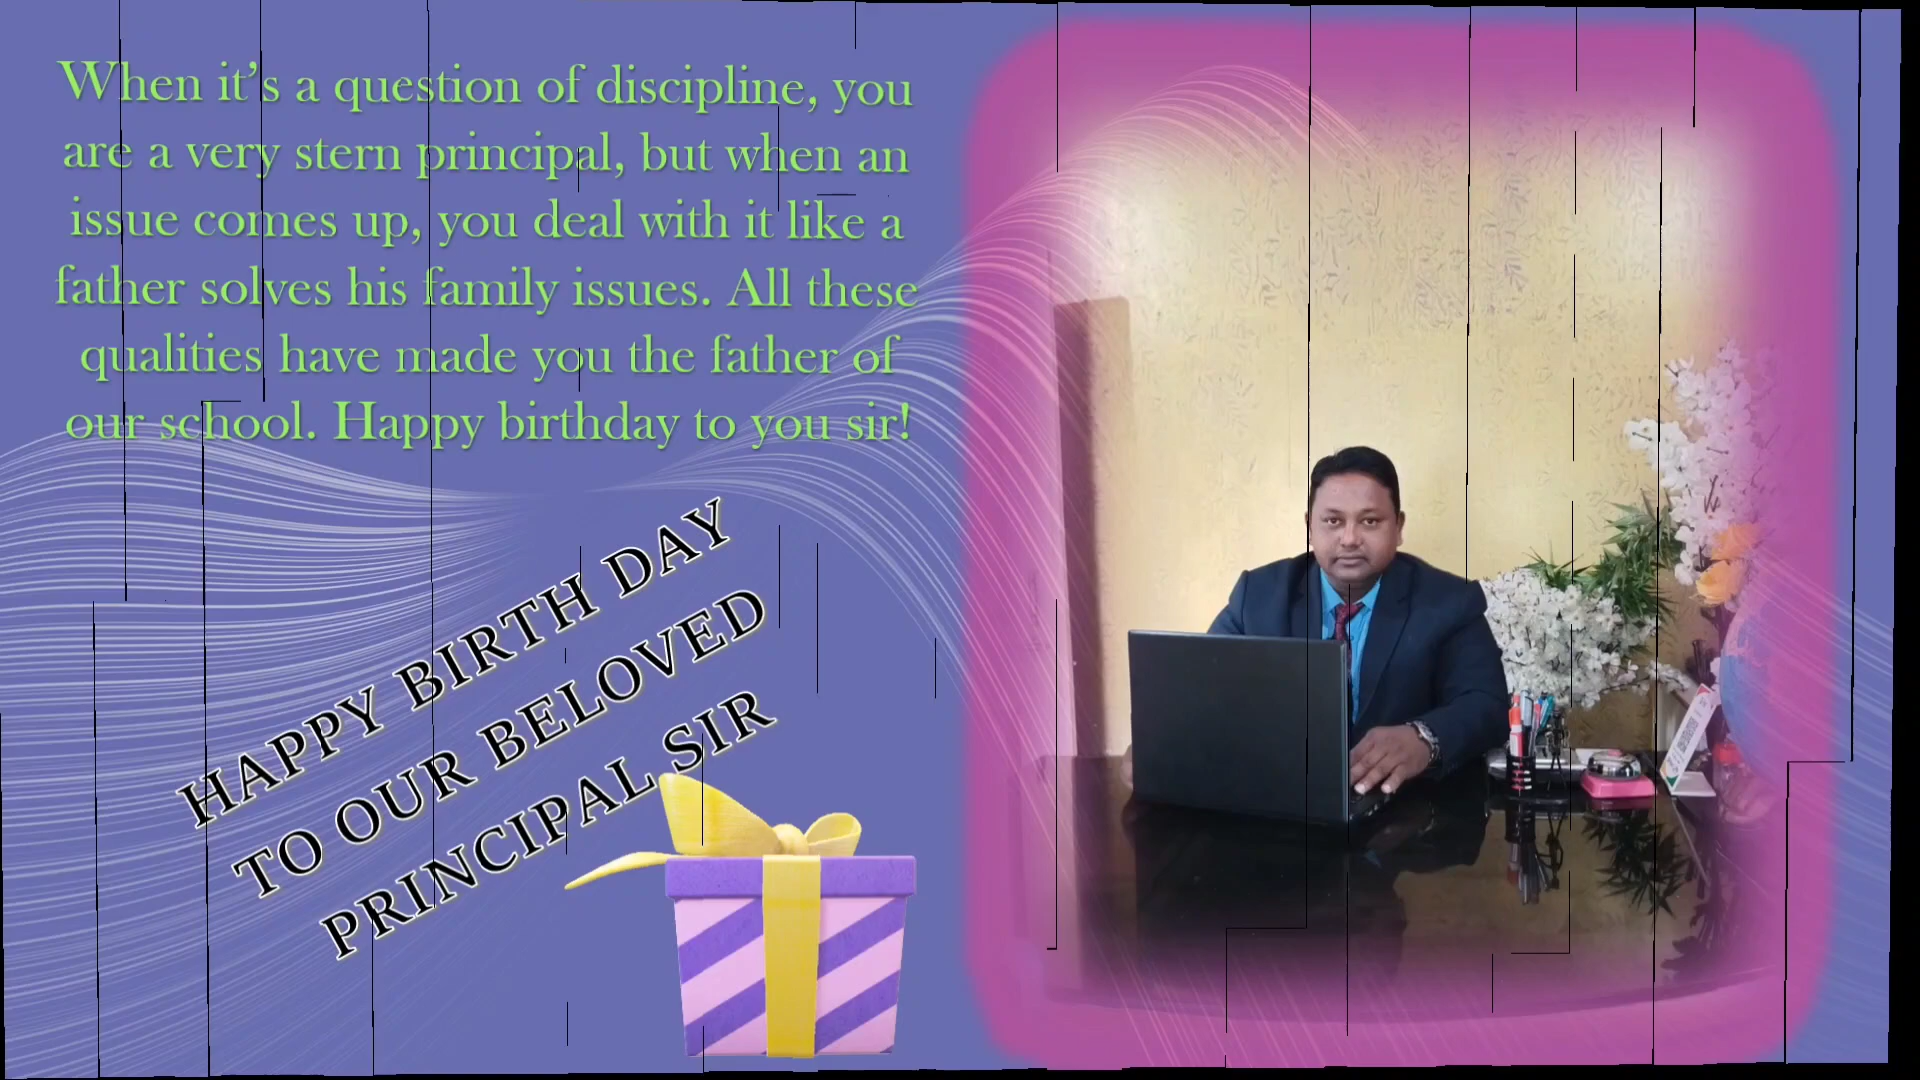 When it’s a question of discipline, you
are a very stern principal, but when an
issue comes up, you deal with it like a
father solves his family issues. All these
qualities have made you the father of
our school. Happy birthday to you sir!
HAPPY BIRTH DAY
TO OUR BELOVED
PRINCIPAL SIR